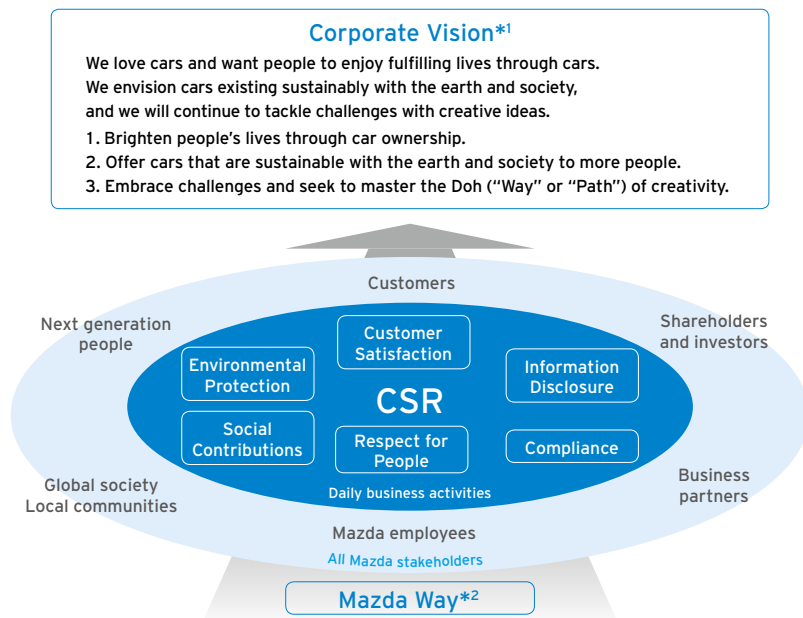 Corporate Vision*1
We love cars and want people to enjoy fulfilling lives through cars.
We envision cars existing sustainably with the earth and society,
and we will continue to tackle challenges with creative ideas.
1. Brighten people's lives through car ownership.
2. Offer cars that are sustainable with the earth and society to more people.
3. Embrace challenges and seek to master the Doh (“Way” or “Path”) of creativity.
Customers
Next generation
people
Shareholders
and investors
Customer
Satisfaction
Environmental
Protection
Information
Disclosure
CSR
Social
Contributions
Respect for
People
Compliance
Daily business activities
Global society
Local communities
Business
partners
Mazda employees
All Mazda stakeholders
Mazda Way*2